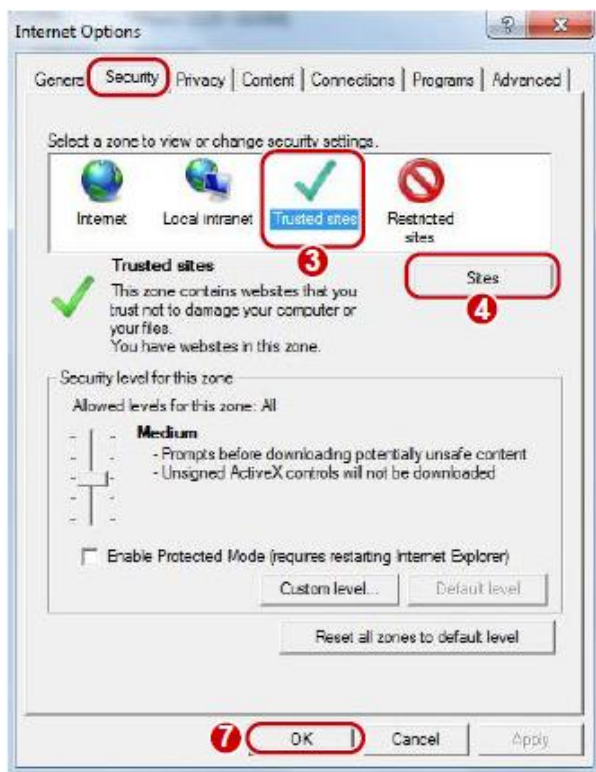 Internet Options
General Security Privacy Content Connections Programs Advanced
Select a zone to view or change security settings.
Internet Local intranet Trusted sites Restricted sites
3
Trusted sites
Sites
4
This zone contains websites that you
trust not to damage your computer or
your files.
You have websites in this zone.
Security level for this zone
Allowed levels for this zone: All
Medium
- Prompts before downloading potentially unsafe content
- Unsigned ActiveX controls will not be downloaded
Enable Protected Mode (requires restarting Internet Explorer)
Custom level... Default level
Reset all zones to default level
7 OK Cancel Apply